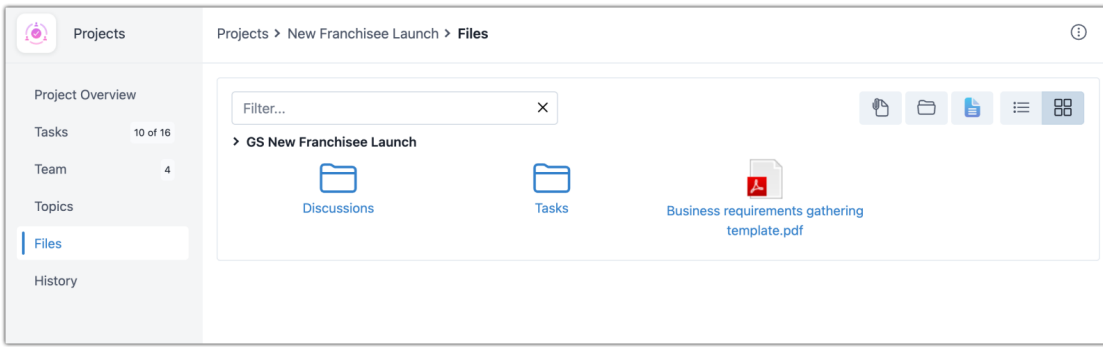 Projects
Projects > New Franchisee Launch > Files
Project Overview
Tasks 10 of 16
Team 4
Topics
Files
History
Filter...
> GS New Franchisee Launch
Discussions
Tasks
Business requirements gathering
template.pdf